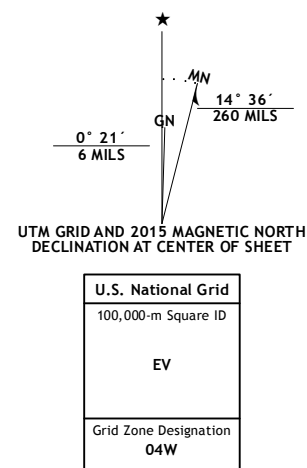 ★
MN
GN
14° 36´
260 MILS
0° 21´
6 MILS
UTM GRID AND 2015 MAGNETIC NORTH
DECLINATION AT CENTER OF SHEET
U.S. National Grid
100,000-m Square ID
EV
Grid Zone Designation
04W